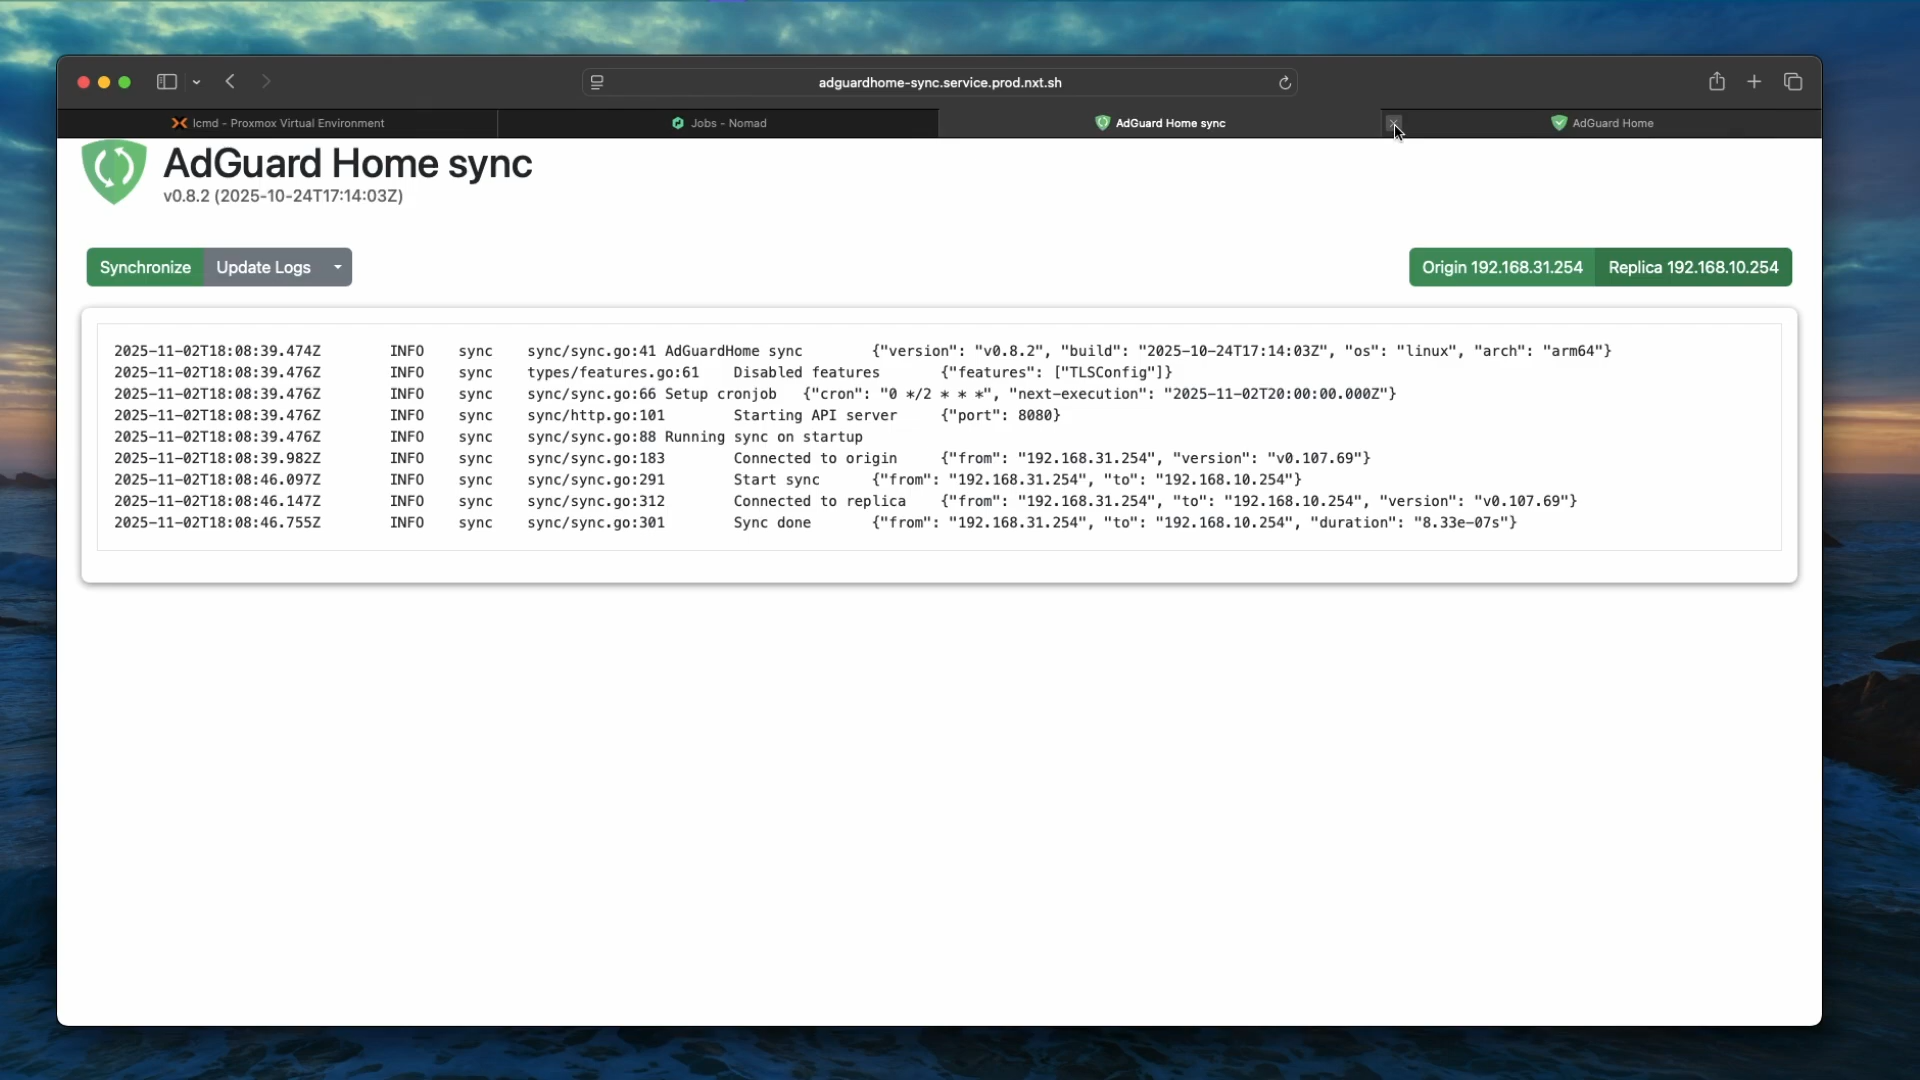 adguardhome-sync.service.prod.nxt.sh
lcmd - Proxmox Virtual Environment
Jobs - Nomad
AdGuard Home sync
AdGuard Home
AdGuard Home sync
v0.8.2 (2025-10-24T17:14:03Z)
Synchronize Update Logs
Origin 192.168.31.254 Replica 192.168.10.254
2025-11-02T18:08:39.474Z INFO sync sync/sync.go:41 AdGuardHome sync {"version": "v0.8.2", "build": "2025-10-24T17:14:03Z", "os": "linux", "arch": "arm64"}
2025-11-02T18:08:39.476Z INFO sync types/features.go:61 Disabled features {"features": ["TLSConfig"]}
2025-11-02T18:08:39.476Z INFO sync sync/sync.go:66 Setup cronjob {"cron": "0 */2 * * *", "next-execution": "2025-11-02T20:00:00.000Z"}
2025-11-02T18:08:39.476Z INFO sync sync/http.go:101 Starting API server {"port": 8080}
2025-11-02T18:08:39.476Z INFO sync sync/sync.go:88 Running sync on startup
2025-11-02T18:08:39.982Z INFO sync sync/sync.go:183 Connected to origin {"from": "192.168.31.254", "version": "v0.107.69"}
2025-11-02T18:08:46.097Z INFO sync sync/sync.go:291 Start sync {"from": "192.168.31.254", "to": "192.168.10.254"}
2025-11-02T18:08:46.147Z INFO sync sync/sync.go:312 Connected to replica {"from": "192.168.31.254", "to": "192.168.10.254", "version": "v0.107.69"}
2025-11-02T18:08:46.755Z INFO sync sync/sync.go:301 Sync done {"from": "192.168.31.254", "to": "192.168.10.254", "duration": "8.33e-07s"}